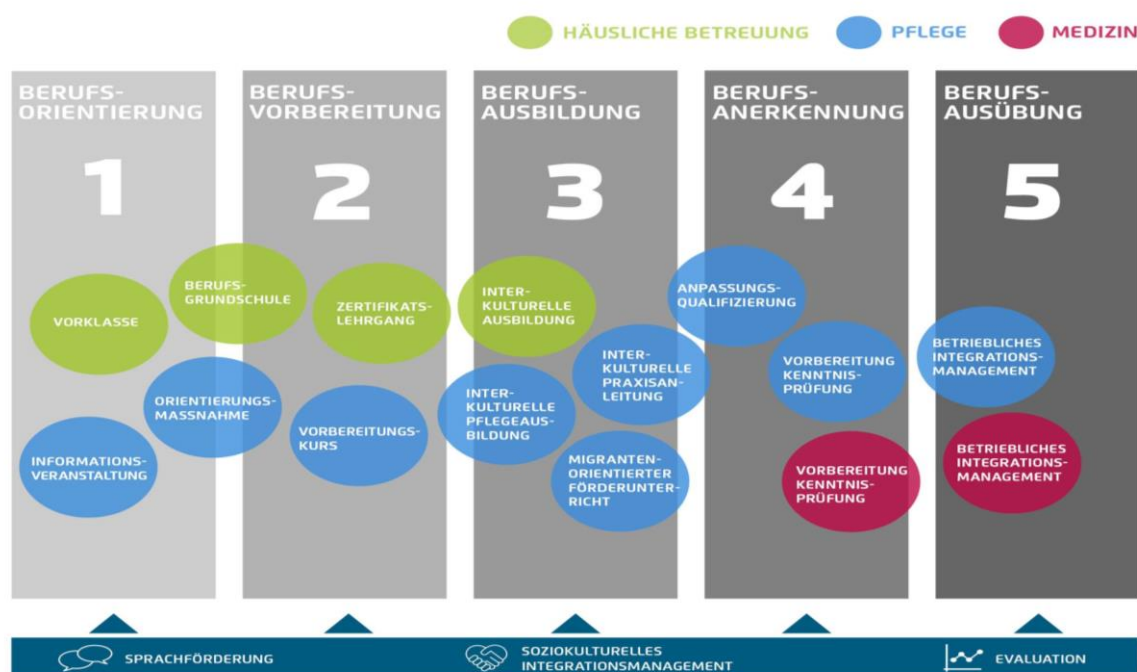 HÄUSLICHE BETREUUNG
PFLEGE
MEDIZIN
BERUFS-
ORIENTIERUNG
1
BERUFS-
VORBEREITUNG
2
BERUFS-
AUSBILDUNG
3
BERUFS-
ANERKENNUNG
4
BERUFS-
AUSÜBUNG
5
VORKLASSE
BERUFS-
GRUNDSCHULE
ORIENTIERUNGS-
MASSNAHME
INFORMATIONS-
VERANSTALTUNG
ZERTIFIKATS-
LEHRGANG
VORBEREITUNGS-
KURS
INTER-
KULTURELLE
AUSBILDUNG
INTER-
KULTURELLE
PRAXISAN-
LEITUNG
INTER-
KULTURELLE
PFLEGEAUS-
BILDUNG
MIGRANTEN-
ORIENTIERTER
FÖRDERUNTER-
RICHT
ANPASSUNGS-
QUALIFIZIERUNG
VORBEREITUNG
KENNTNIS-
PRÜFUNG
VORBEREITUNG
KENNTNIS-
PRÜFUNG
BETRIEBLICHES
INTEGRATIONS-
MANAGEMENT
BETRIEBLICHES
INTEGRATIONS-
MANAGEMENT
SPRACHFÖRDERUNG
SOZIOKULTURELLES
INTEGRATIONSMANAGEMENT
EVALUATION